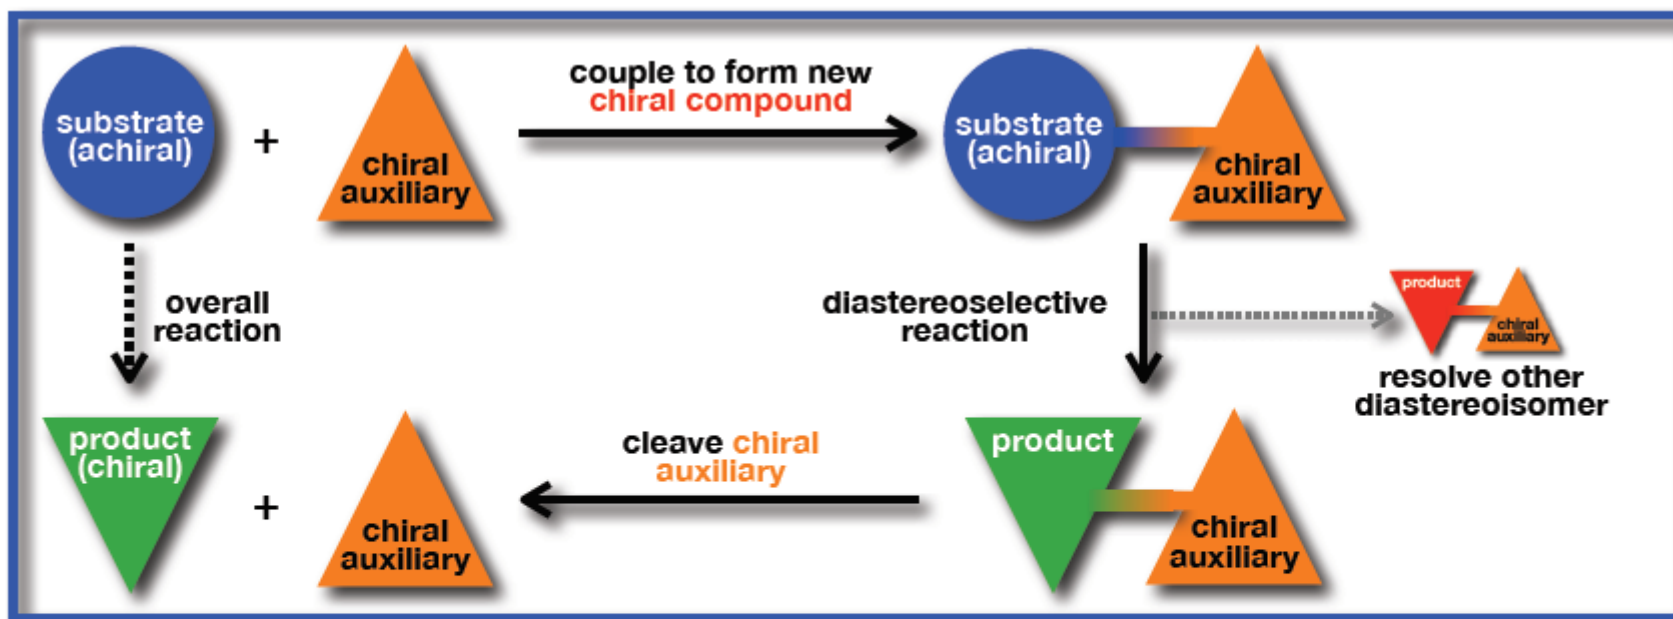 substrate
(achiral)
+
chiral
auxiliary
couple to form new
chiral compound
substrate
(achiral)
chiral
auxiliary
overall
reaction
diastereoselective
reaction
product
chiral
auxiliary
resolve other
diastereoisomer
product
(chiral)
+
chiral
auxiliary
cleave chiral
auxiliary
product
chiral
auxiliary